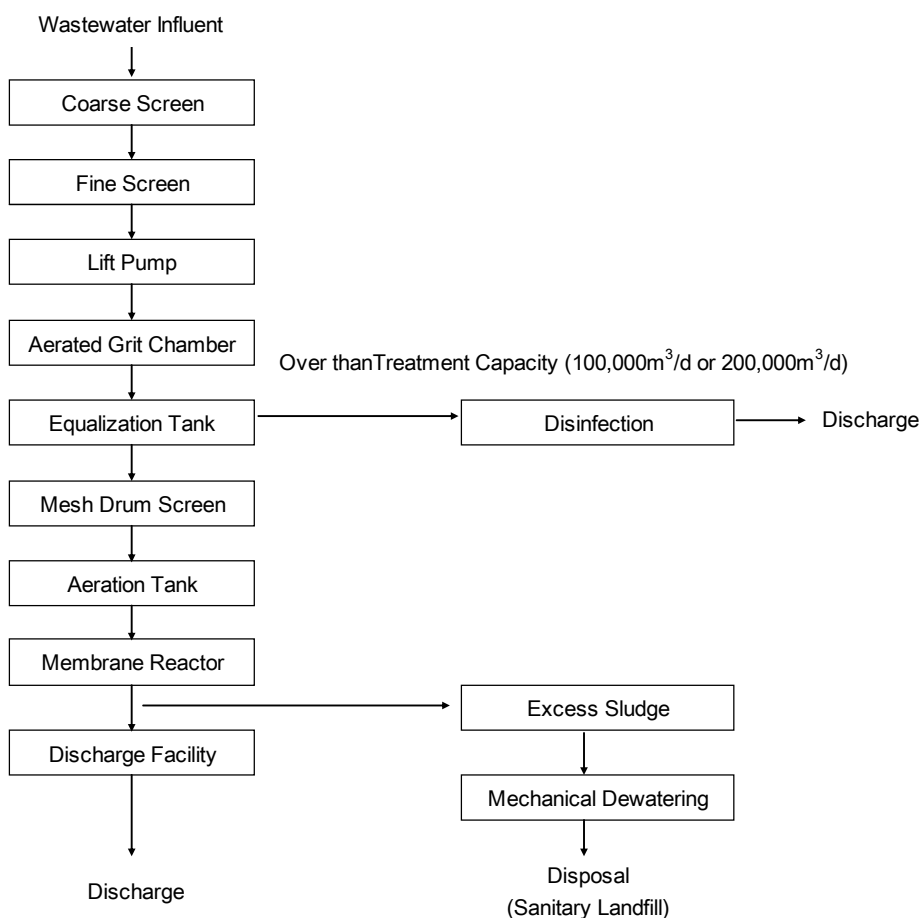 Wastewater Influent
Coarse Screen
Fine Screen
Lift Pump
Aerated Grit Chamber
Over thanTreatment Capacity (100,000m³/d or 200,000m³/d)
Equalization Tank
Disinfection
Discharge
Mesh Drum Screen
Aeration Tank
Membrane Reactor
Excess Sludge
Discharge Facility
Mechanical Dewatering
Discharge
Disposal
(Sanitary Landfill)